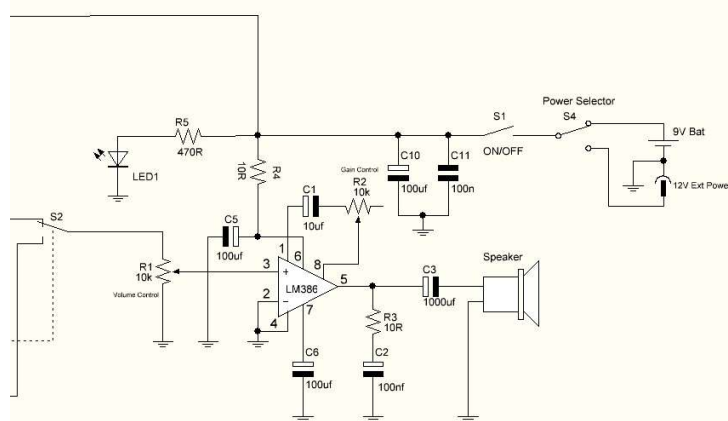 Power Selector
S1
S4
R5
9V Bat
470R
ON/OFF
C10
C11
R4
10R
LED1
Gain Control
R2
10k
100uf
100n
12V Ext Power
C1
10uf
S2
C5
100uf
1
6
8
Speaker
3
+
5
C3
R1
10k
LM386
1000uf
Volume Control
2
−
7
R3
10R
4
C6
C2
100uf
100nf